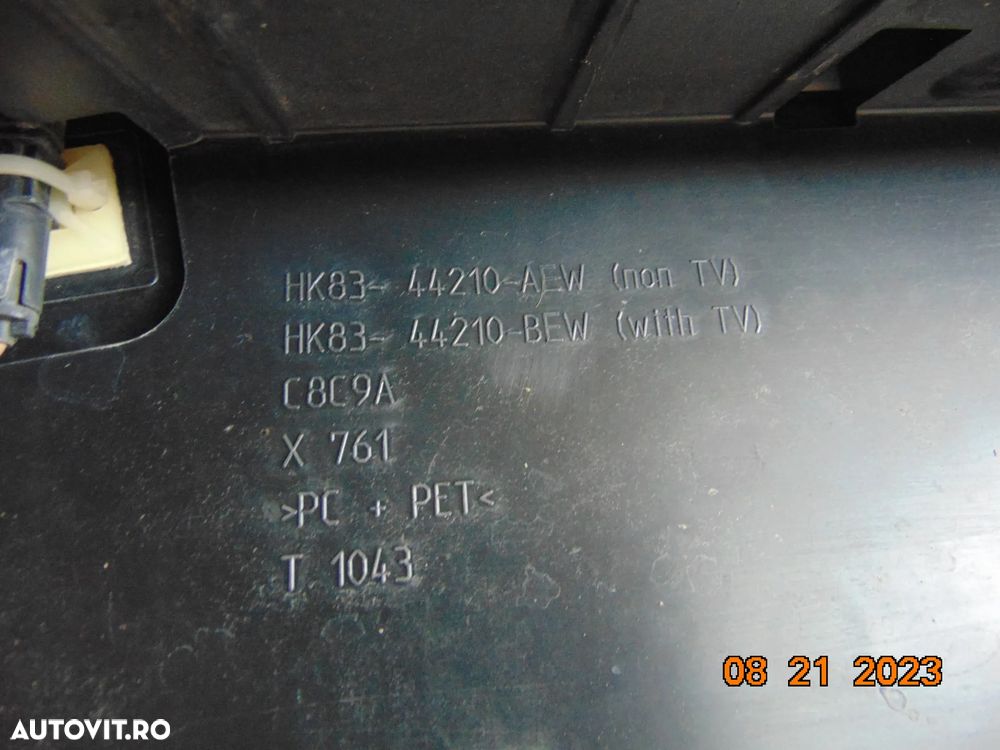 HK83- 44210-AEW (non TV)
HK83- 44210-BEW (with TV)
C8C9A
X 761
>PC + PET<
T 1043
08 21 2023
AUTOVIT.RO